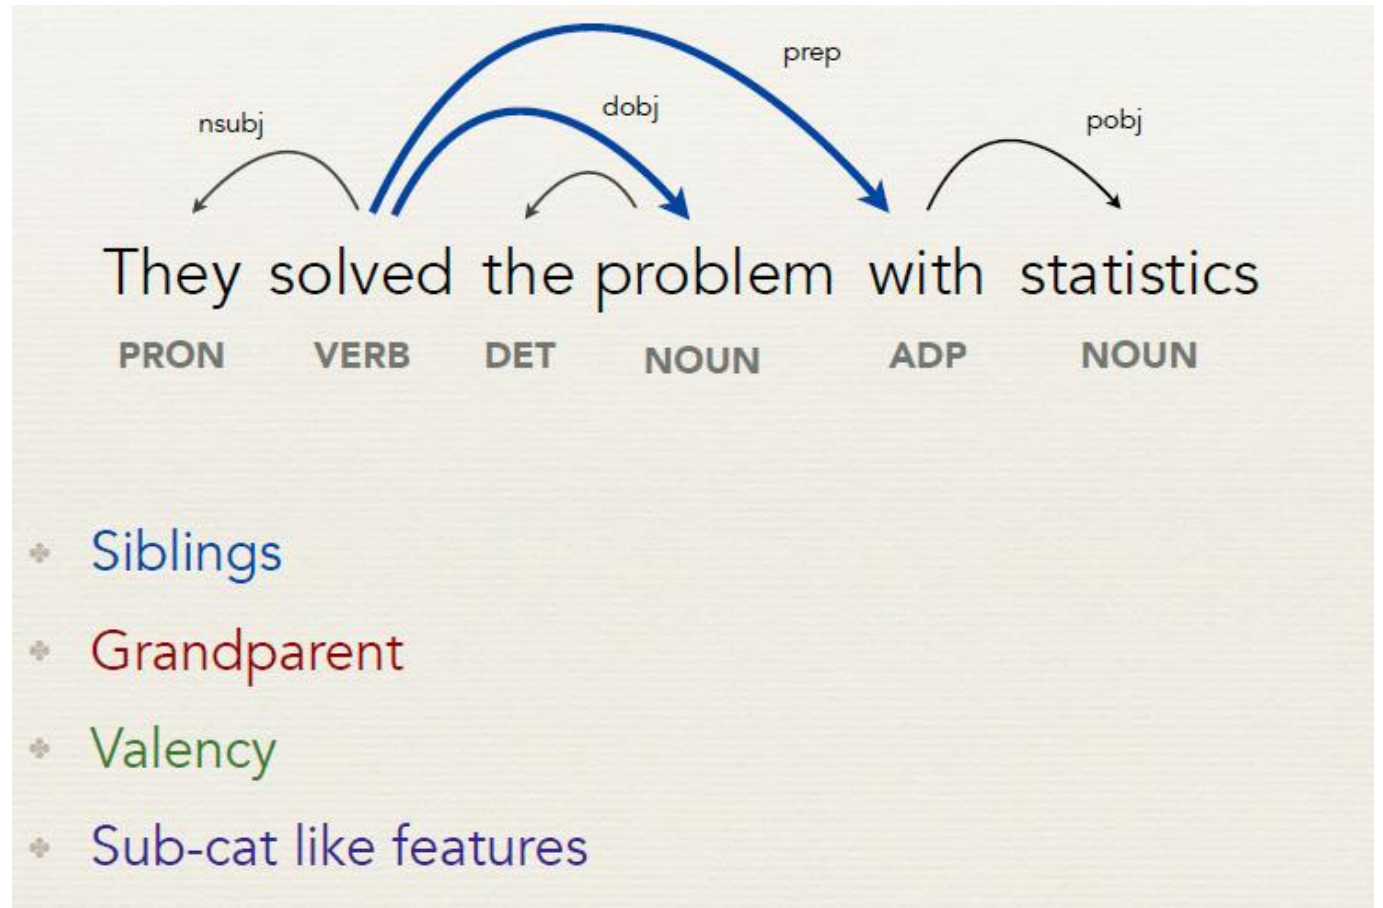 prep
dobj
nsubj
pobj
They solved the problem with statistics
PRON VERB DET NOUN ADP NOUN
Siblings
Grandparent
Valency
Sub-cat like features